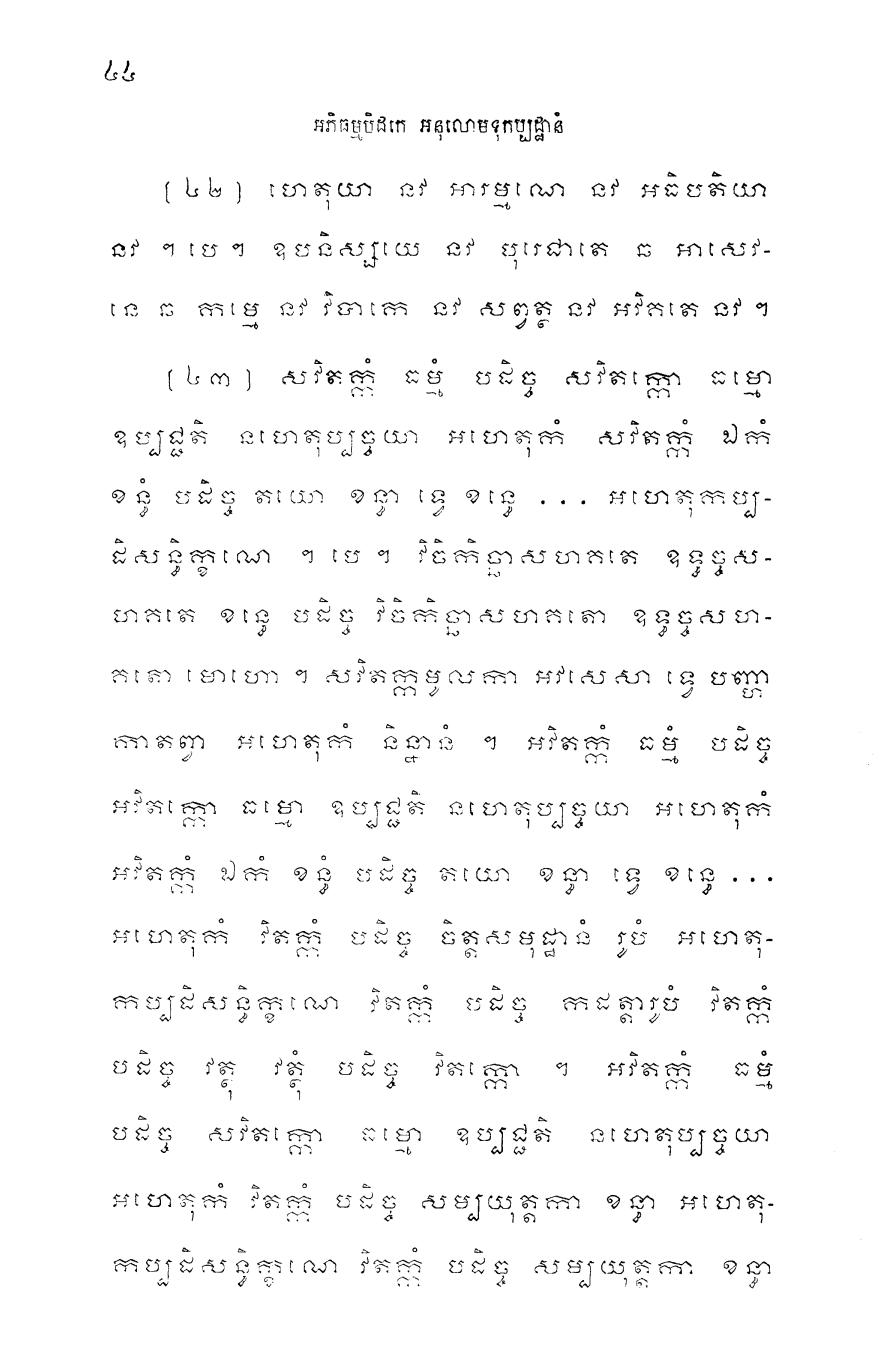 ៤៤
អភិធម្មបិដកេ អនុលោមទុកប្បដ្ឋានំ
[៤២] ហេតុយា នវ អារម្មណេ នវ អធិបតិយា
នវ ។ បេ ។ ឧបនិស្សយេ នវ បុរេជាតេ ឆ អាសេវ-
នេ ឆ កម្មេ នវ វិបាកេ នវ សព្វត្ថ នវ អវិគតេ នវ ។
[៤៣] សវិតក្កំ ធម្មំ បដិច្ច សវិតក្កោ ធម្មោ
ឧប្បជ្ជតិ នហេតុប្បច្ចយា អហេតុកំ សវិតក្កំ ឯកំ
ខន្ធំ បដិច្ច តយោ ខន្ធា ទ្វេ ខន្ធេ ... អហេតុកប្ប-
ដិសន្ធិក្ខណេ ។ បេ ។ វិចិកិច្ឆាសហគតេ ឧទ្ធច្ចស-
ហគតេ ខន្ធេ បដិច្ច វិចិកិច្ឆាសហគតោ ឧទ្ធច្ចសហ-
គតោ មោហោ ។ សវិតក្កមូលកា អវសេសា ទ្វេ បញ្ហា
កាតព្វា អហេតុកំ និន្នានំ ។ អវិតក្កំ ធម្មំ បដិច្ច
អវិតក្កោ ធម្មោ ឧប្បជ្ជតិ នហេតុប្បច្ចយា អហេតុកំ
អវិតក្កំ ឯកំ ខន្ធំ បដិច្ច តយោ ខន្ធា ទ្វេ ខន្ធេ ...
អហេតុកំ វិតក្កំ បដិច្ច ចិត្តសមុដ្ឋានំ រូបំ អហេតុ-
កប្បដិសន្ធិក្ខណេ វិតក្កំ បដិច្ច កដត្តារូបំ វិតក្កំ
បដិច្ច វត្ថុ វត្ថុំ បដិច្ច វិតក្កោ ។ អវិតក្កំ ធម្មំ
បដិច្ច សវិតក្កោ ធម្មោ ឧប្បជ្ជតិ នហេតុប្បច្ចយា
អហេតុកំ វិតក្កំ បដិច្ច សម្បយុត្តកា ខន្ធា អហេតុ-
កប្បដិសន្ធិក្ខណេ វិតក្កំ បដិច្ច សម្បយុត្តកា ខន្ធា